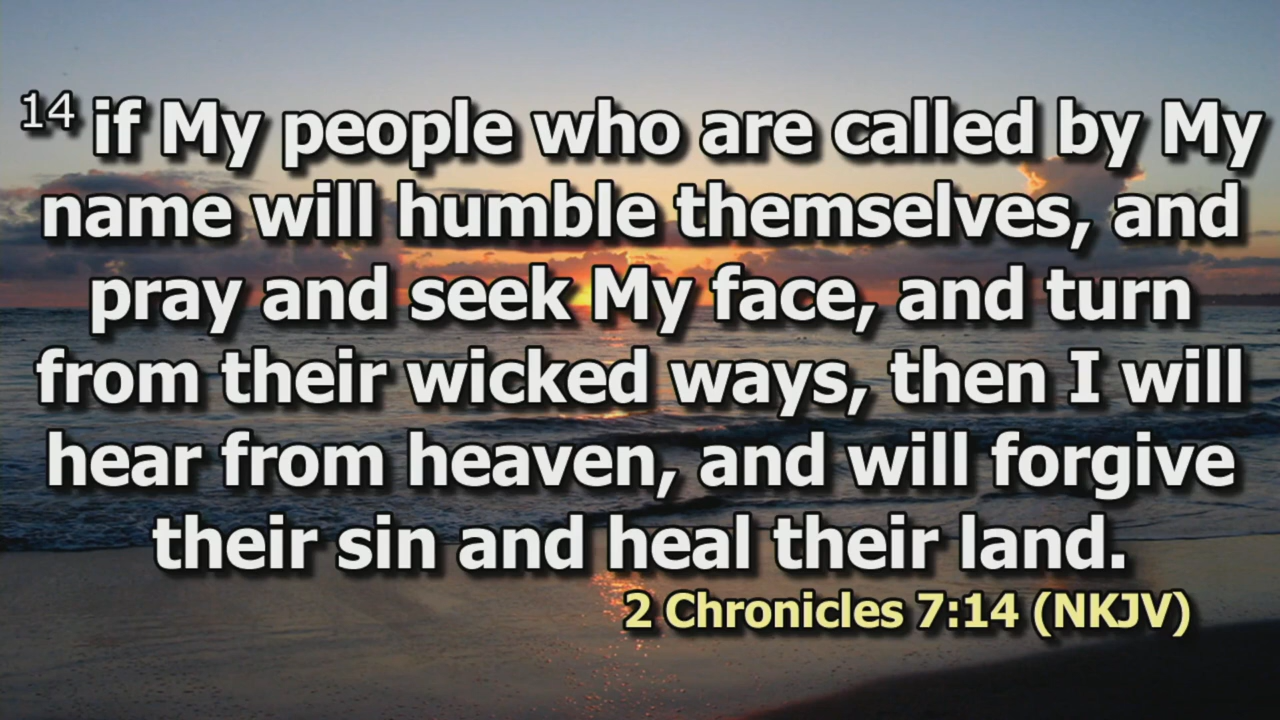 14 if My people who are called by My
name will humble themselves, and
pray and seek My face, and turn
from their wicked ways, then I will
hear from heaven, and will forgive
their sin and heal their land.
2 Chronicles 7:14 (NKJV)